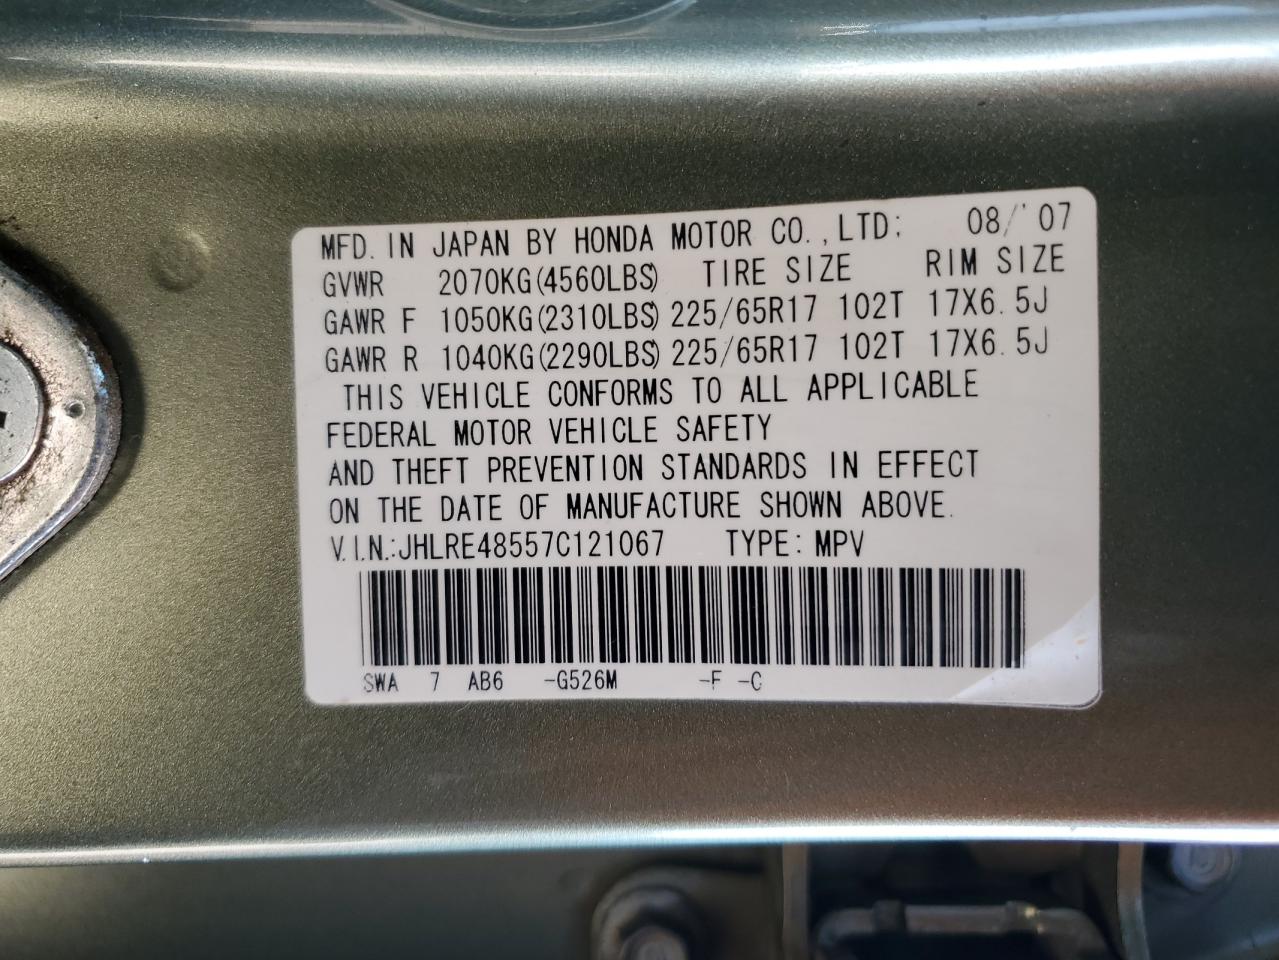 MFD. IN JAPAN BY HONDA MOTOR CO., LTD: 08/'07
GVWR 2070KG(4560LBS) TIRE SIZE RIM SIZE
GAWR F 1050KG(2310LBS) 225/65R17 102T 17X6.5J
GAWR R 1040KG(2290LBS) 225/65R17 102T 17X6.5J
THIS VEHICLE CONFORMS TO ALL APPLICABLE
FEDERAL MOTOR VEHICLE SAFETY
AND THEFT PREVENTION STANDARDS IN EFFECT
ON THE DATE OF MANUFACTURE SHOWN ABOVE.
V.I.N.:JHLRE48557C121067 TYPE: MPV
SWA 7 AB6 -G526M -F -C